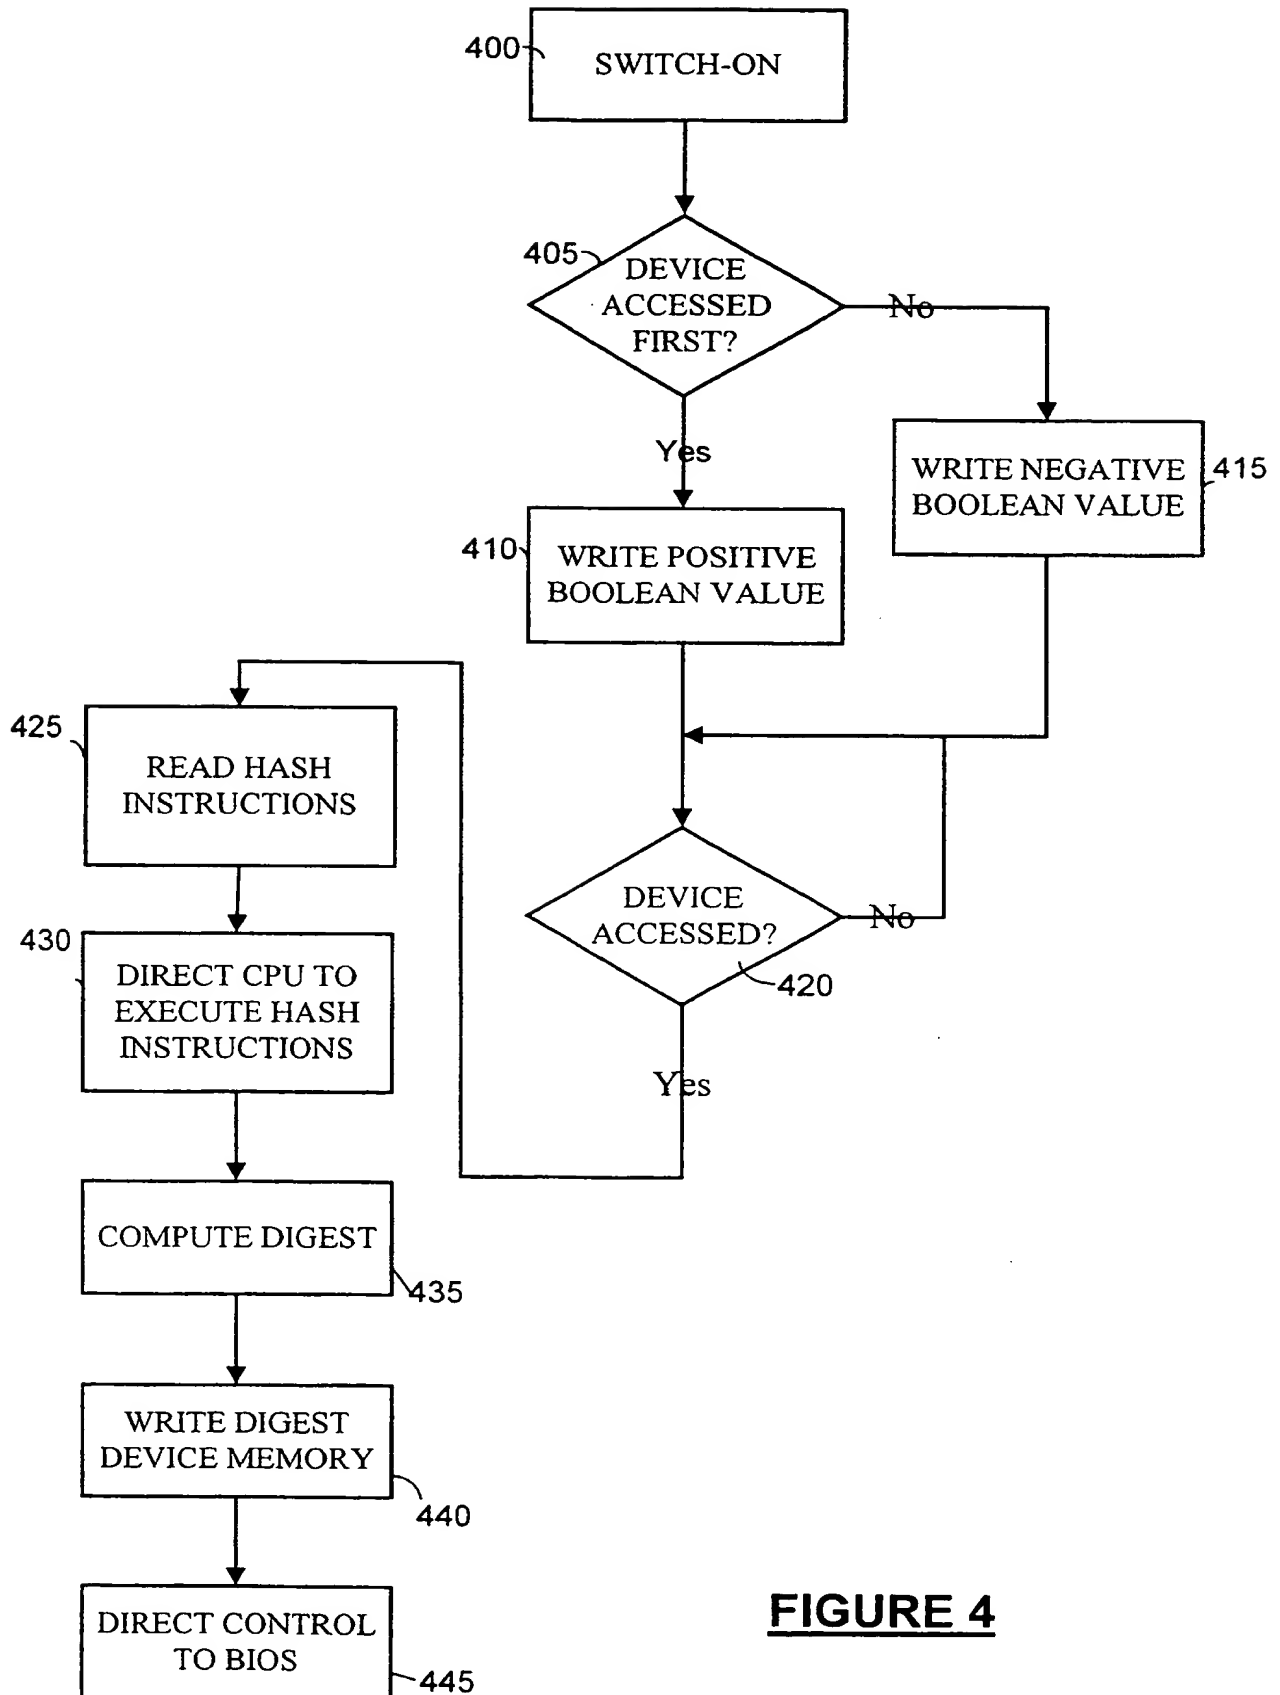 400
SWITCH-ON
405
DEVICE
ACCESSED
FIRST?
No
Yes
WRITE NEGATIVE
BOOLEAN VALUE
415
410
WRITE POSITIVE
BOOLEAN VALUE
425
READ HASH
INSTRUCTIONS
DEVICE
ACCESSED?
No
420
430
DIRECT CPU TO
EXECUTE HASH
INSTRUCTIONS
Yes
COMPUTE DIGEST
435
WRITE DIGEST
DEVICE MEMORY
440
DIRECT CONTROL
TO BIOS
445
FIGURE 4